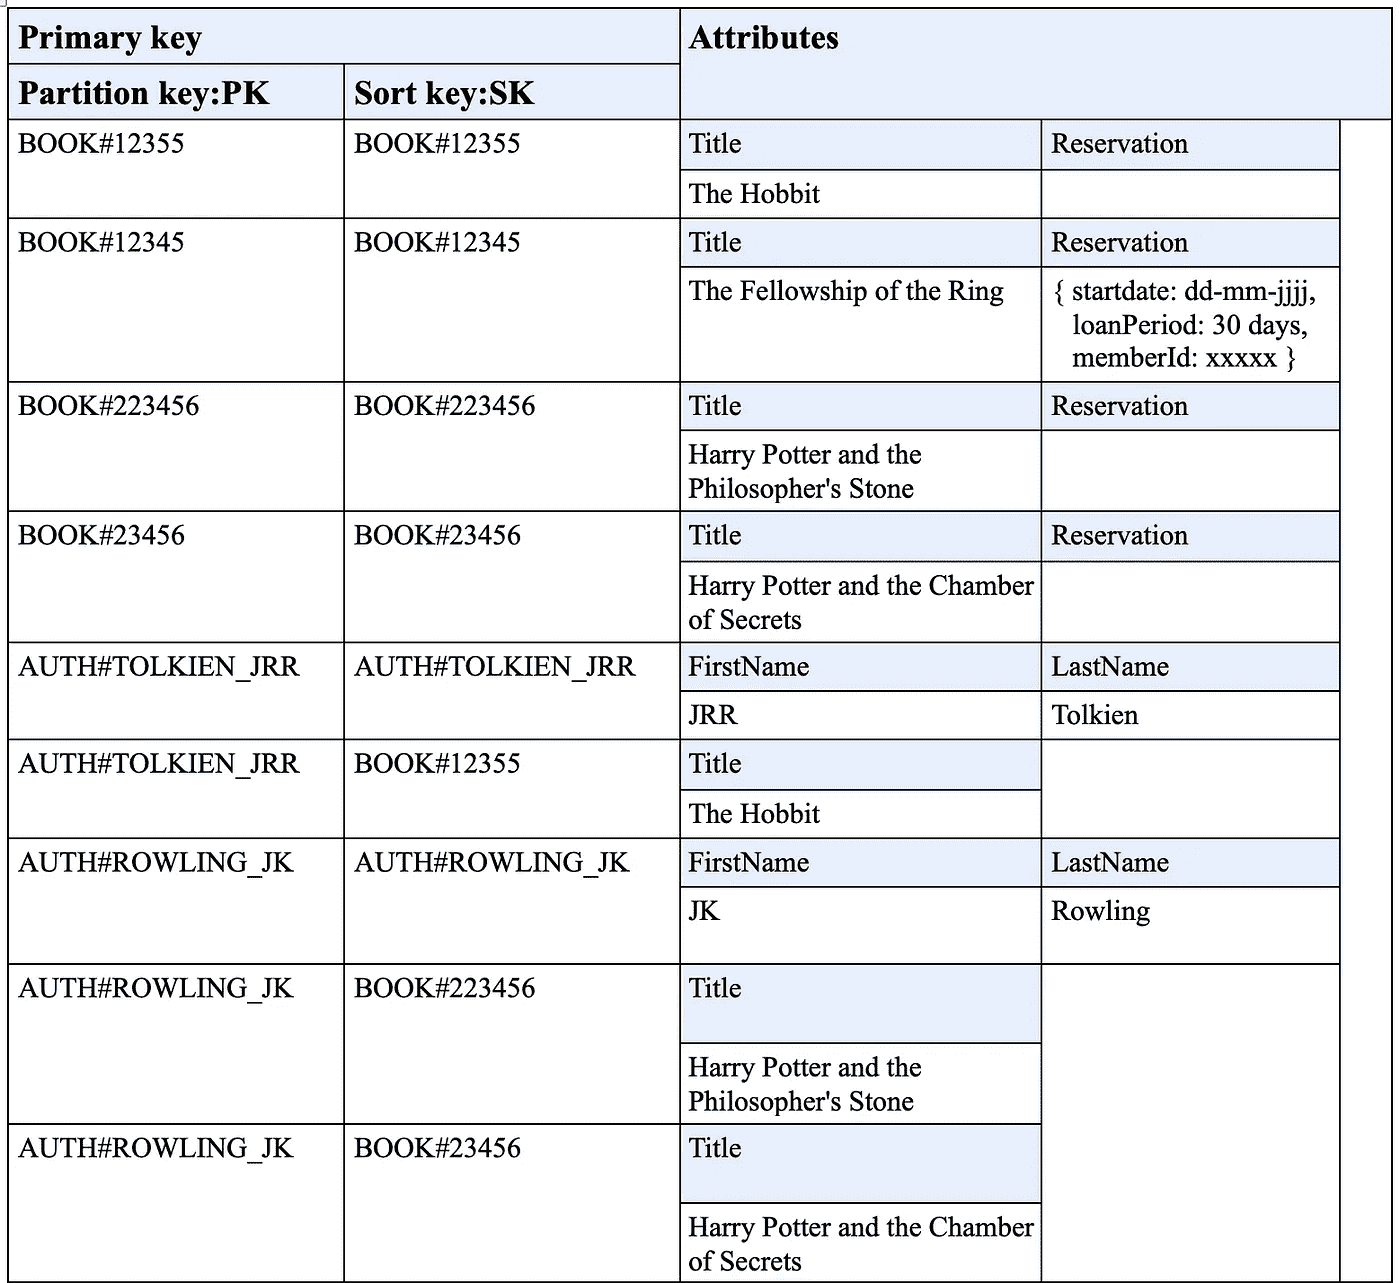 Primary key
Attributes
Partition key:PK
Sort key:SK
BOOK#12355
BOOK#12355
Title
Reservation
The Hobbit
BOOK#12345
BOOK#12345
Title
Reservation
The Fellowship of the Ring
{ startdate: dd-mm-jjjj,
loanPeriod: 30 days,
memberId: xxxxx }
BOOK#223456
BOOK#223456
Title
Reservation
Harry Potter and the
Philosopher's Stone
BOOK#23456
BOOK#23456
Title
Reservation
Harry Potter and the Chamber
of Secrets
AUTH#TOLKIEN_JRR
AUTH#TOLKIEN_JRR
FirstName
LastName
JRR
Tolkien
AUTH#TOLKIEN_JRR
BOOK#12355
Title
The Hobbit
AUTH#ROWLING_JK
AUTH#ROWLING_JK
FirstName
LastName
JK
Rowling
AUTH#ROWLING_JK
BOOK#223456
Title
Harry Potter and the
Philosopher's Stone
AUTH#ROWLING_JK
BOOK#23456
Title
Harry Potter and the Chamber
of Secrets